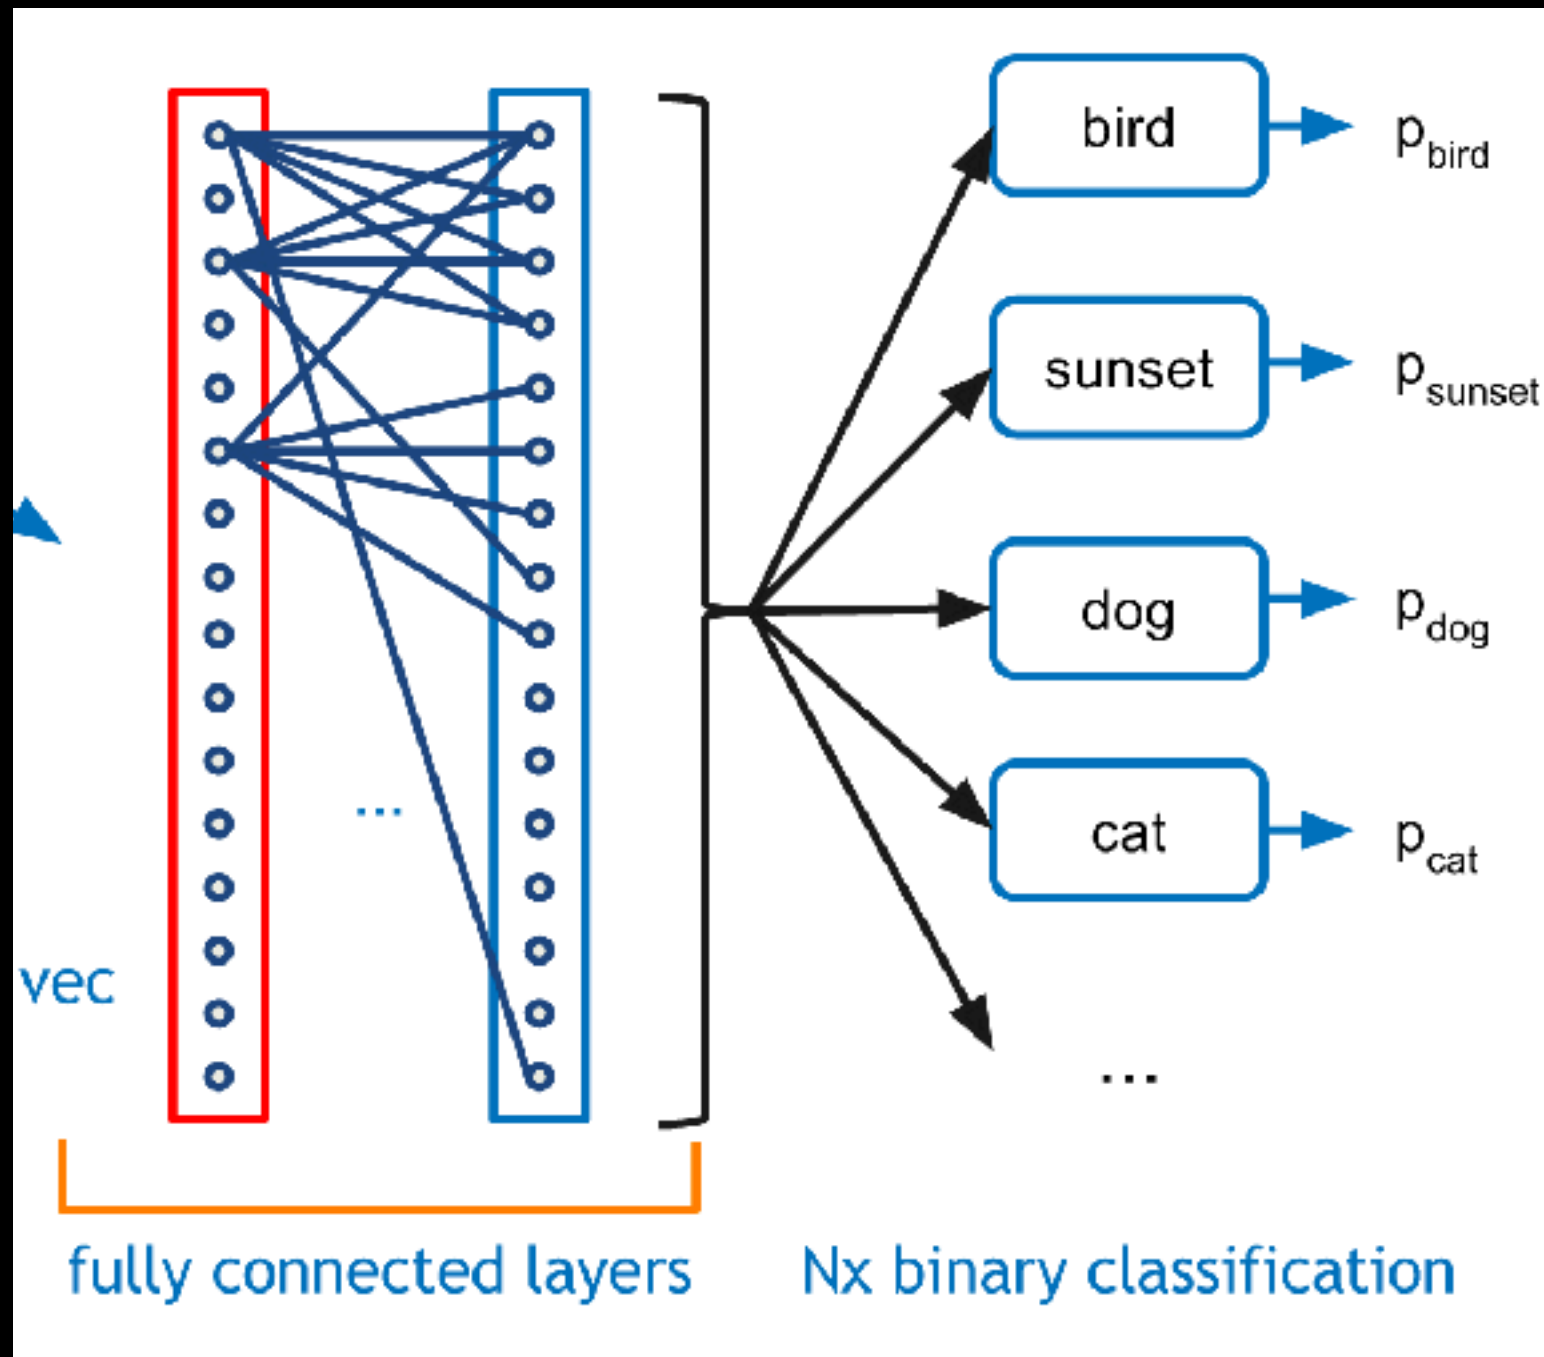 bird
p_bird
sunset
p_sunset
dog
p_dog
...
cat
p_cat
vec
...
fully connected layers
Nx binary classification